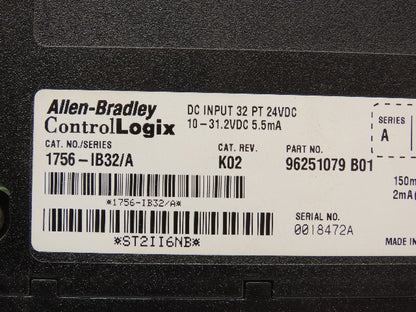 Allen-Bradley
ControlLogix
DC INPUT 32 PT 24VDC
10-31.2VDC 5.5mA
SERIES
A
CAT. NO./SERIES
1756-IB32/A
CAT. REV.
K02
PART NO.
96251079 B01
150m
2mA
*1756-IB32/A*
SERIAL NO.
0018472A
*ST2II6NB*
MADE IN